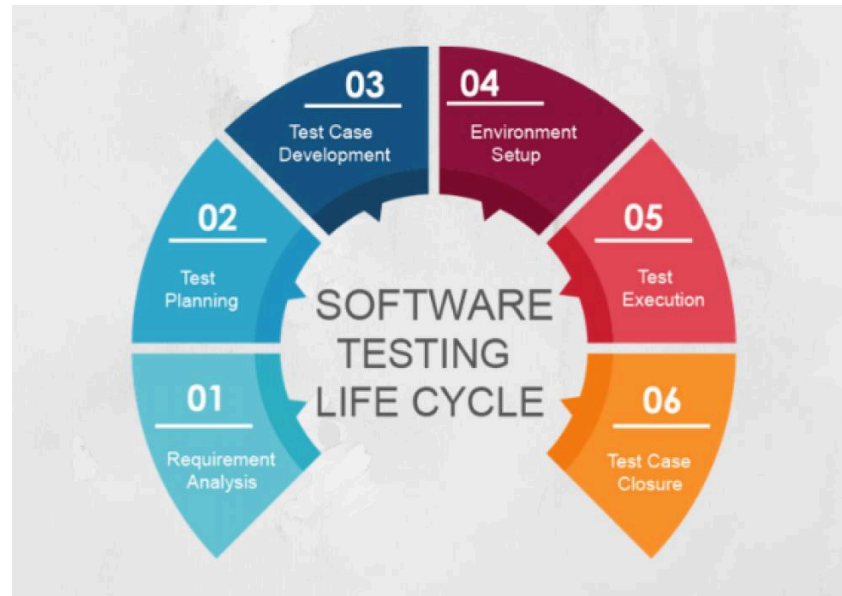 01
Requirement
Analysis
02
Test
Planning
03
Test Case
Development
04
Environment
Setup
05
Test
Execution
06
Test Case
Closure
SOFTWARE
TESTING
LIFE CYCLE